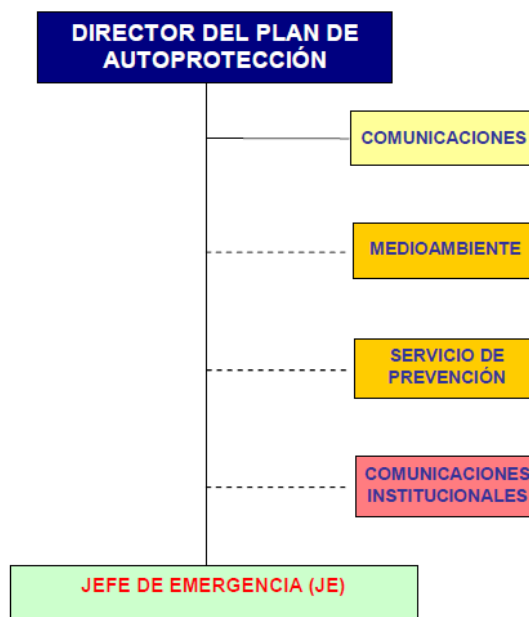 DIRECTOR DEL PLAN DE
AUTOPROTECCIÓN
COMUNICACIONES
MEDIOAMBIENTE
SERVICIO DE
PREVENCIÓN
COMUNICACIONES
INSTITUCIONALES
JEFE DE EMERGENCIA (JE)